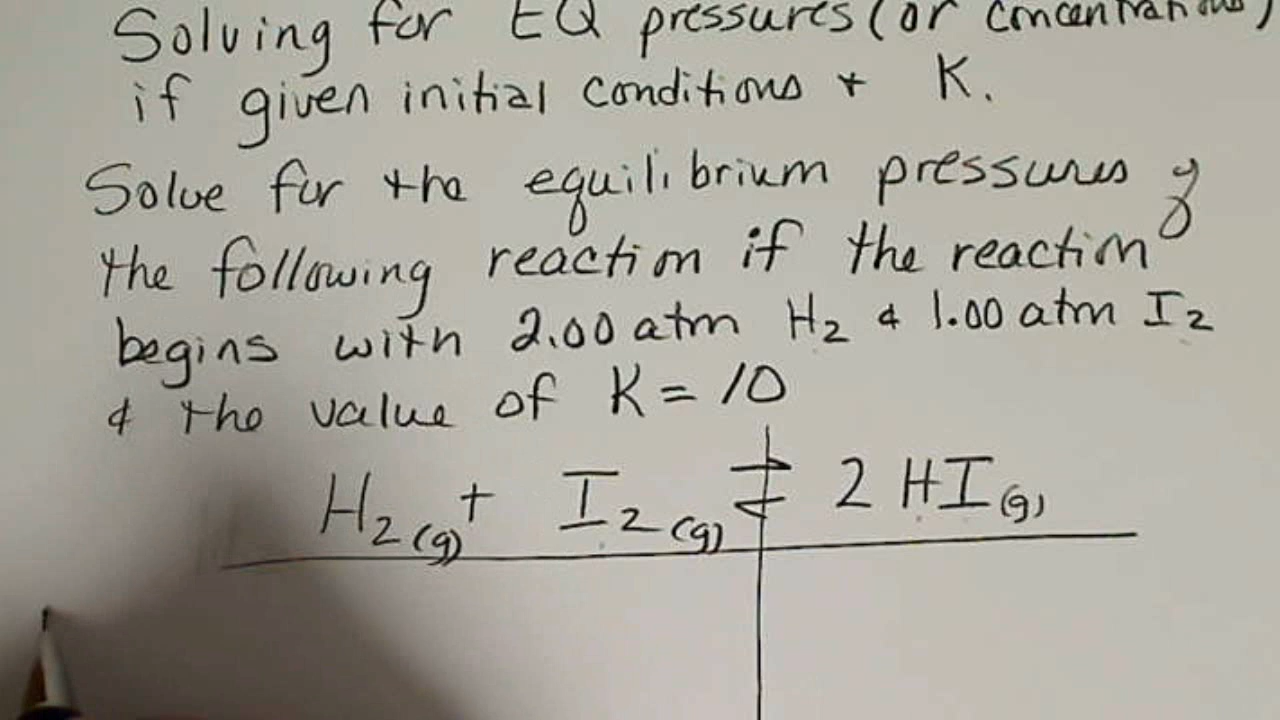 Solving for EQ pressures (or concentrations)
if given initial conditions + K.
Solve for the equilibrium pressures of
the following reaction if the reaction
begins with 2.00 atm H₂ & 1.00 atm I₂
& the value of K = 10
H₂(g) + I₂(g) ⇌ 2 HI(g)